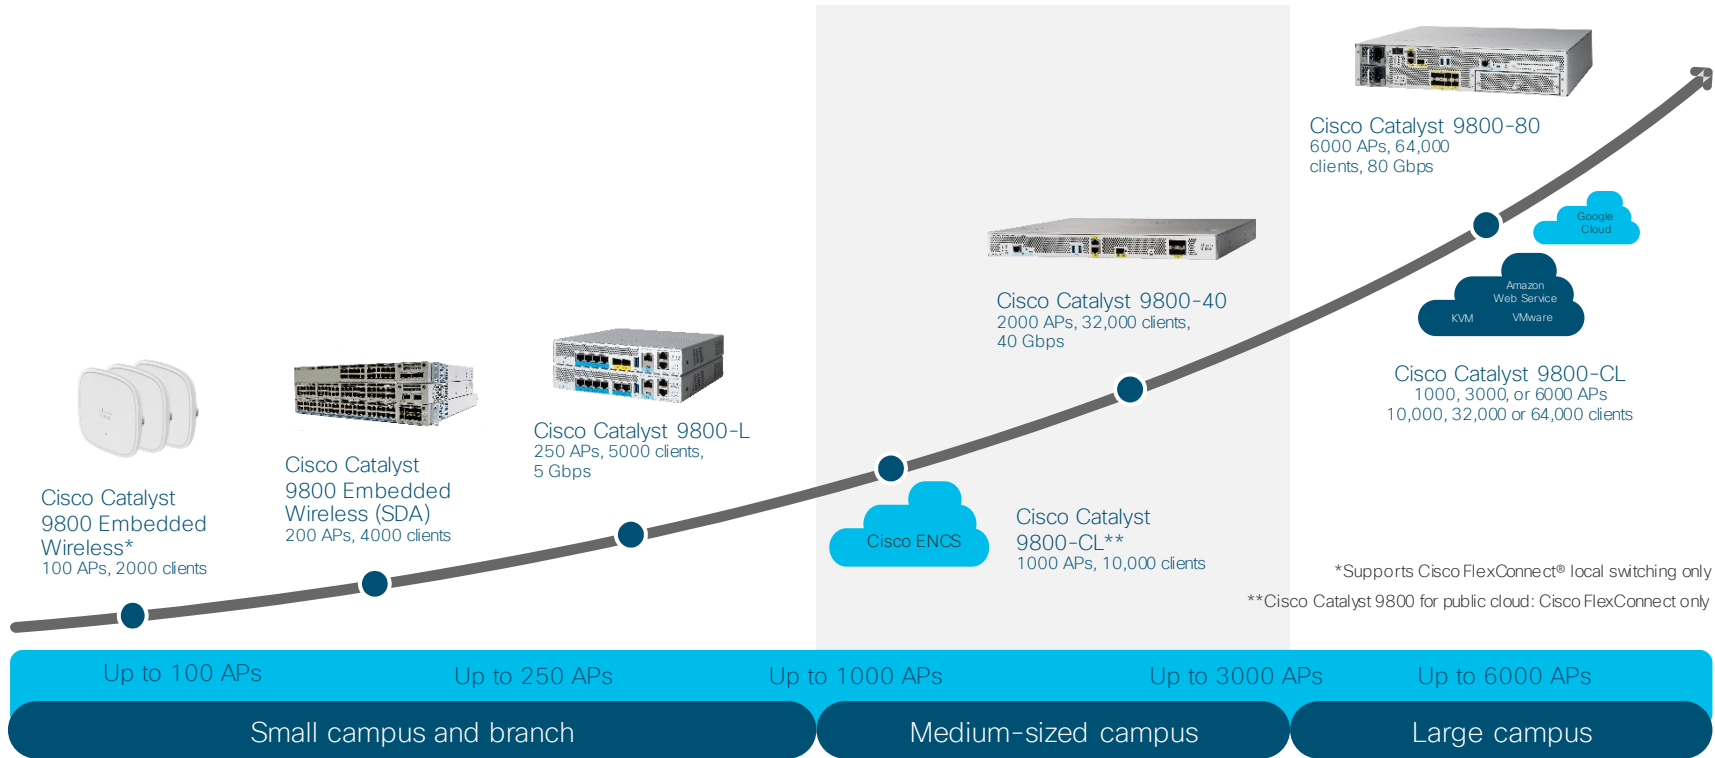 Cisco Catalyst
9800 Embedded
Wireless*
100 APs, 2000 clients
Cisco Catalyst
9800 Embedded
Wireless (SDA)
200 APs, 4000 clients
Cisco Catalyst 9800-L
250 APs, 5000 clients,
5 Gbps
Cisco ENCS
Cisco Catalyst
9800-CL**
1000 APs, 10,000 clients
Cisco Catalyst 9800-40
2000 APs, 32,000 clients,
40 Gbps
Cisco Catalyst 9800-80
6000 APs, 64,000
clients, 80 Gbps
Google
Cloud
Amazon
Web Service
KVM VMware
Cisco Catalyst 9800-CL
1000, 3000, or 6000 APs
10,000, 32,000 or 64,000 clients
*Supports Cisco FlexConnect® local switching only
**Cisco Catalyst 9800 for public cloud: Cisco FlexConnect only
Up to 100 APs
Up to 250 APs
Up to 1000 APs
Up to 3000 APs
Up to 6000 APs
Small campus and branch
Medium-sized campus
Large campus